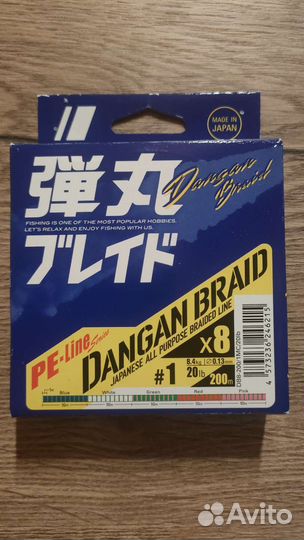 MADE IN
JAPAN
弾丸
Dangan
Braid
FISHING IS ONE OF THE MOST POPULAR HOBBIES.
LET'S RELAX AND ENJOY FISHING WITH US.
ブレイド
PE-Line Series
DANGAN BRAID
JAPANESE ALL PURPOSE BRAIDED LINE
X8
8.4kg
0.13mm
#1
20lb
200m
Blue
White
Green
Red
Pink
4 573236 246215
Avito